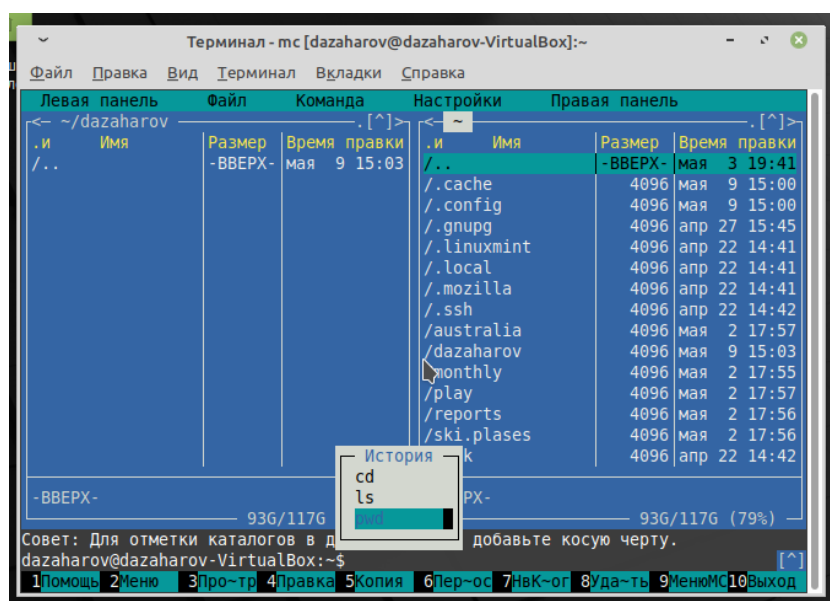 Терминал - mc [dazaharov@dazaharov-VirtualBox]:~
Файл Правка Вид Терминал Вкладки Справка
Левая панель Файл Команда Настройки Правая панель
<— ~/dazaharov —.[^]> <— ~ —.[^]>
.и Имя Размер Время правки .и Имя Размер Время правки
/.. -ВВЕРХ- мая 9 15:03 /.. -ВВЕРХ- мая 3 19:41
/.cache 4096 мая 9 15:00
/.config 4096 мая 9 15:00
/.gnupg 4096 апр 27 15:45
/.linuxmint 4096 апр 22 14:41
/.local 4096 апр 22 14:41
/.mozilla 4096 апр 22 14:41
/.ssh 4096 апр 22 14:42
/australia 4096 мая 2 17:57
/dazaharov 4096 мая 9 15:03
monthly 4096 мая 2 17:55
/play 4096 мая 2 17:57
/reports 4096 мая 2 17:56
/ski.plases 4096 мая 2 17:56
История
k 4096 апр 22 14:42
cd
-ВВЕРХ- ls РХ-
93G/117G pwd 93G/117G (79%)
Совет: Для отметки каталогов в д добавьте косую черту.
dazaharov@dazaharov-VirtualBox:~$ [^]
1Помощь 2Меню 3Про~тр 4Правка 5Копия 6Пер~ос 7НвК~ог 8Уда~ть 9МенюМС 10Выход